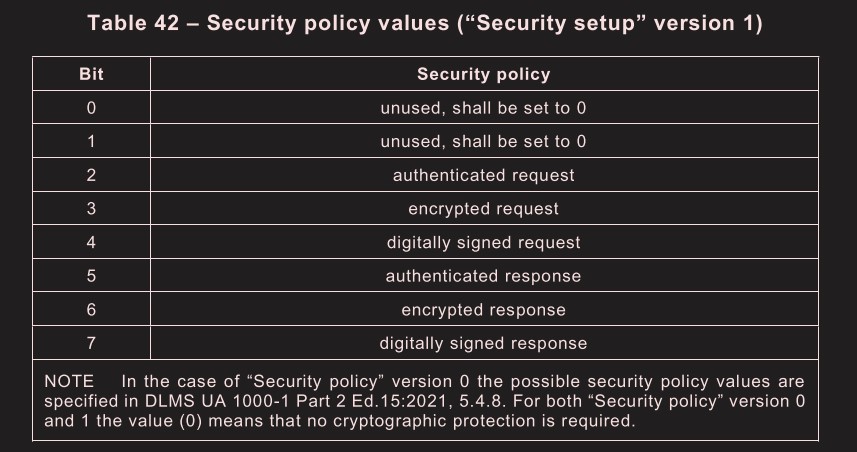 Table 42 – Security policy values (“Security setup” version 1)
Bit Security policy
0 unused, shall be set to 0
1 unused, shall be set to 0
2 authenticated request
3 encrypted request
4 digitally signed request
5 authenticated response
6 encrypted response
7 digitally signed response
NOTE In the case of “Security policy” version 0 the possible security policy values are
specified in DLMS UA 1000-1 Part 2 Ed.15:2021, 5.4.8. For both “Security policy” version 0
and 1 the value (0) means that no cryptographic protection is required.